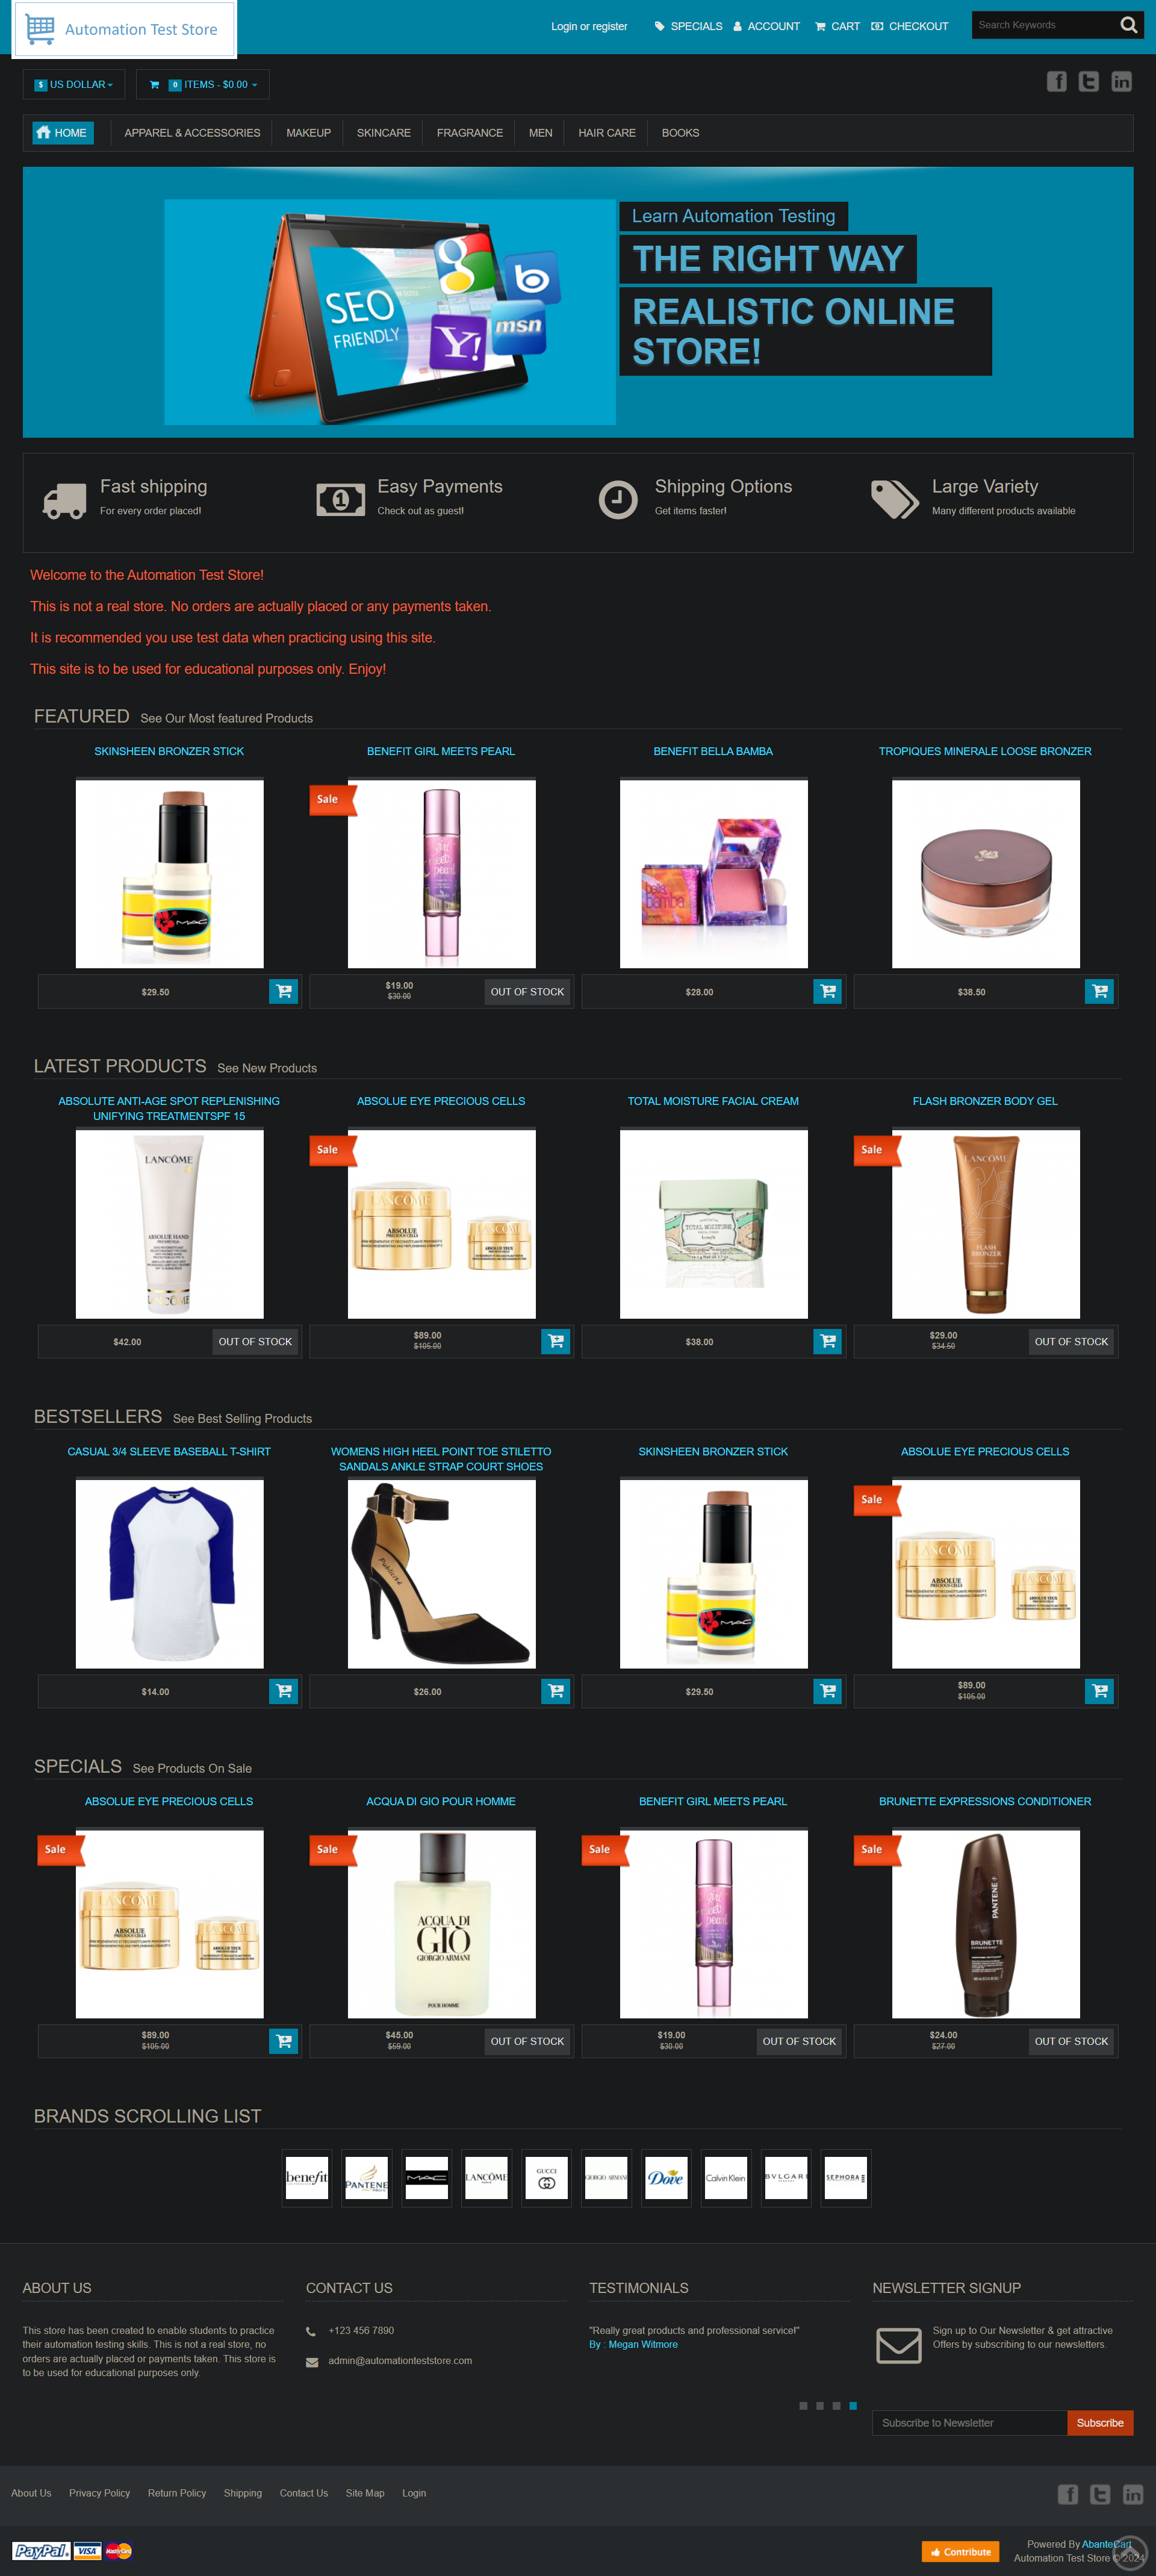 Automation Test Store
Login or register
SPECIALS
ACCOUNT
CART
CHECKOUT
Search Keywords
$ US DOLLAR
0 ITEMS - $0.00
HOME
APPAREL & ACCESSORIES
MAKEUP
SKINCARE
FRAGRANCE
MEN
HAIR CARE
BOOKS
SEO
FRIENDLY
Learn Automation Testing
THE RIGHT WAY
REALISTIC ONLINE
STORE!
Fast shipping
For every order placed!
Easy Payments
Check out as guest!
Shipping Options
Get items faster!
Large Variety
Many different products available
Welcome to the Automation Test Store!
This is not a real store. No orders are actually placed or any payments taken.
It is recommended you use test data when practicing using this site.
This site is to be used for educational purposes only. Enjoy!
FEATURED See Our Most featured Products
SKINSHEEN BRONZER STICK
BENEFIT GIRL MEETS PEARL
BENEFIT BELLA BAMBA
TROPIQUES MINERALE LOOSE BRONZER
Sale
$29.50
$19.00
$30.00
OUT OF STOCK
$28.00
$38.50
LATEST PRODUCTS See New Products
ABSOLUTE ANTI-AGE SPOT REPLENISHING
UNIFYING TREATMENTSPF 15
ABSOLUE EYE PRECIOUS CELLS
TOTAL MOISTURE FACIAL CREAM
FLASH BRONZER BODY GEL
Sale
Sale
$42.00
OUT OF STOCK
$89.00
$105.00
$38.00
$29.00
$34.50
OUT OF STOCK
BESTSELLERS See Best Selling Products
CASUAL 3/4 SLEEVE BASEBALL T-SHIRT
WOMENS HIGH HEEL POINT TOE STILETTO
SANDALS ANKLE STRAP COURT SHOES
SKINSHEEN BRONZER STICK
ABSOLUE EYE PRECIOUS CELLS
Sale
$14.00
$26.00
$29.50
$89.00
$105.00
SPECIALS See Products On Sale
ABSOLUE EYE PRECIOUS CELLS
ACQUA DI GIO POUR HOMME
BENEFIT GIRL MEETS PEARL
BRUNETTE EXPRESSIONS CONDITIONER
Sale
Sale
Sale
Sale
ACQUA DI
GIÒ
GIORGIO ARMANI
POUR HOMME
PANTENE
BRUNETTE
$89.00
$105.00
$45.00
$59.00
OUT OF STOCK
$19.00
$30.00
OUT OF STOCK
$24.00
$27.00
OUT OF STOCK
BRANDS SCROLLING LIST
benefit
PANTENE
MAC
LANCÔME
GUCCI
GIORGIO ARMANI
Dove
Calvin Klein
BVLGARI
SEPHORA
ABOUT US
This store has been created to enable students to practice
their automation testing skills. This is not a real store, no
orders are actually placed or payments taken. This store is
to be used for educational purposes only.
CONTACT US
+123 456 7890
admin@automationteststore.com
TESTIMONIALS
"Really great products and professional service!"
By : Megan Witmore
NEWSLETTER SIGNUP
Sign up to Our Newsletter & get attractive
Offers by subscribing to our newsletters.
Subscribe to Newsletter
Subscribe
About Us
Privacy Policy
Return Policy
Shipping
Contact Us
Site Map
Login
PayPal
VISA
MasterCard
Contribute
Powered By AbanteCart
Automation Test Store © 2024